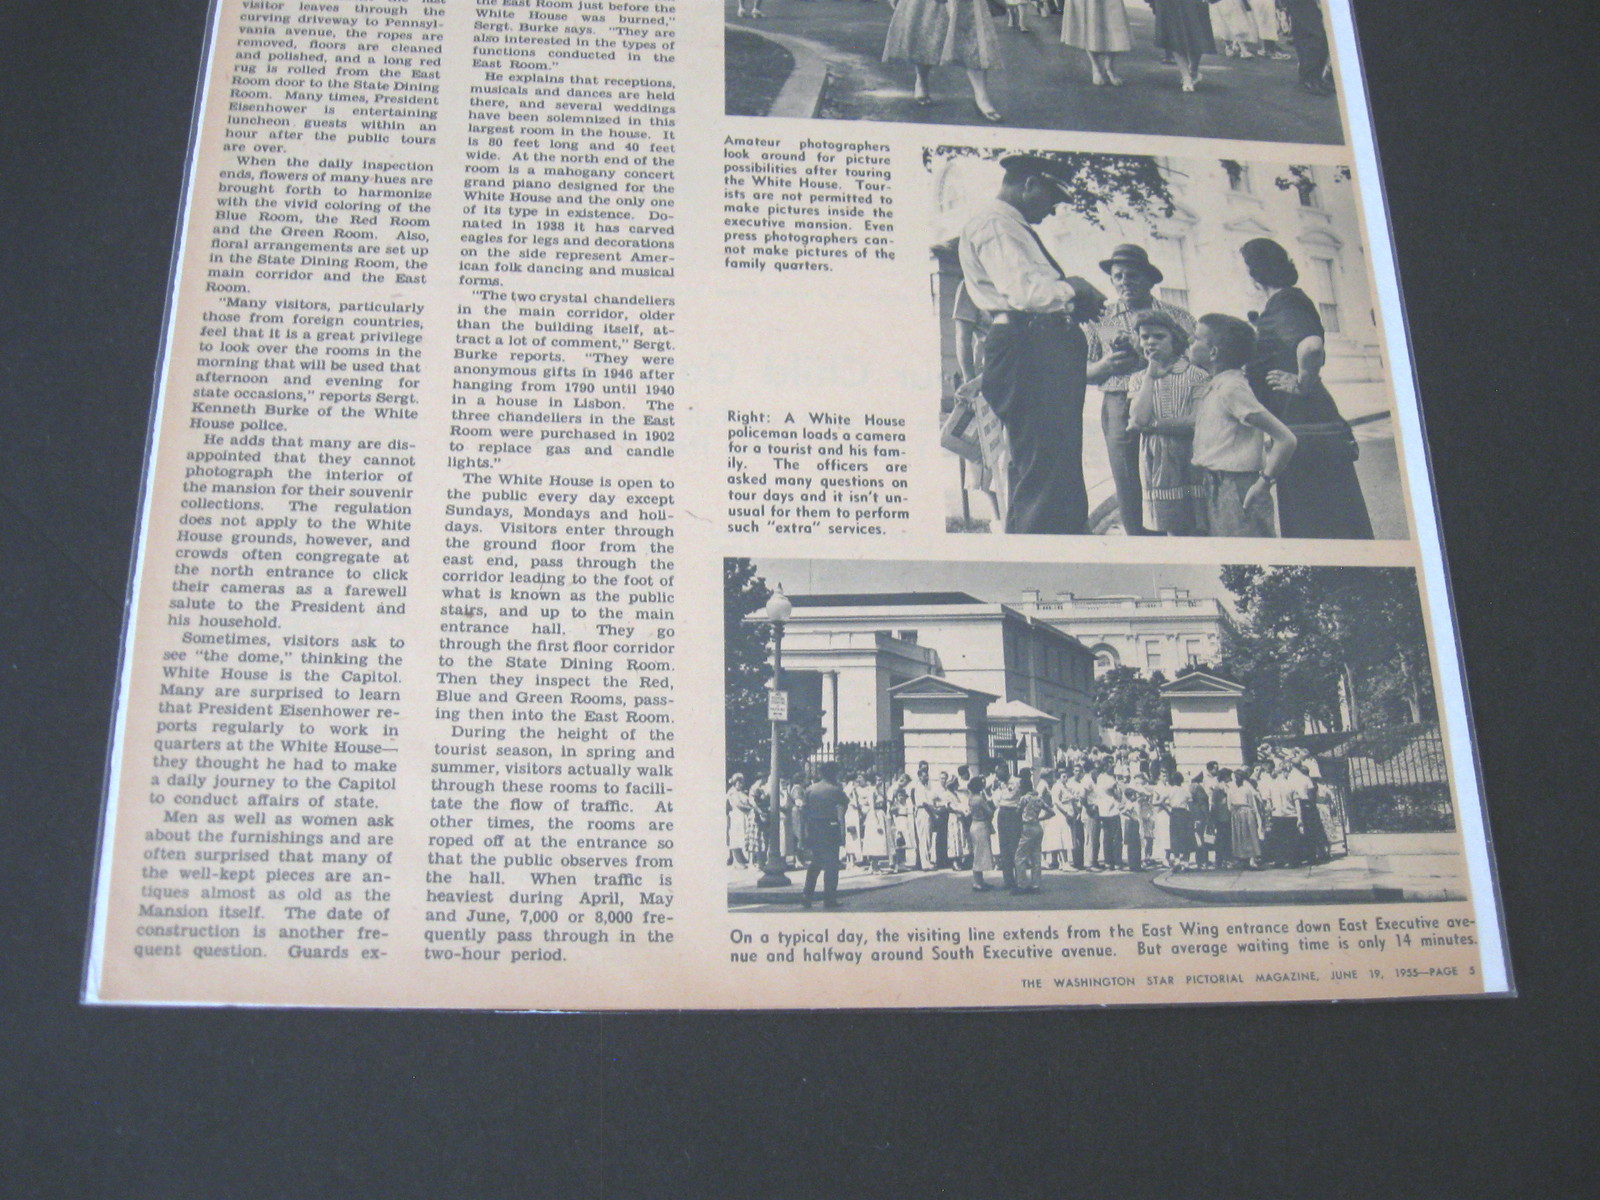 visitor leaves through the
curving driveway to Pennsyl-
vania avenue, the ropes are
removed, floors are cleaned
and polished, and a long red
rug is rolled from the East
Room door to the State Dining
Room. Many times, President
Eisenhower is entertaining
luncheon guests within an
hour after the public tours
are over.
When the daily inspection
ends, flowers of many hues are
brought forth to harmonize
with the vivid coloring of the
Blue Room, the Red Room
and the Green Room. Also,
floral arrangements are set up
in the State Dining Room, the
main corridor and the East
Room.
"Many visitors, particularly
those from foreign countries,
feel that it is a great privilege
to look over the rooms in the
morning that will be used that
afternoon and evening for
state occasions," reports Sergt.
Kenneth Burke of the White
House police.
He adds that many are dis-
appointed that they cannot
photograph the interior of
the mansion for their souvenir
collections. The regulation
does not apply to the White
House grounds, however, and
crowds often congregate at
the north entrance to click
their cameras as a farewell
salute to the President and
his household.
Sometimes, visitors ask to
see "the dome," thinking the
White House is the Capitol.
Many are surprised to learn
that President Eisenhower re-
ports regularly to work in
quarters at the White House—
they thought he had to make
a daily journey to the Capitol
to conduct affairs of state.
Men as well as women ask
about the furnishings and are
often surprised that many of
the well-kept pieces are an-
tiques almost as old as the
Mansion itself. The date of
construction is another fre-
quent question. Guards ex-
the East Room just before the
White House was burned,"
Sergt. Burke says. "They are
also interested in the types of
functions conducted in the
East Room."
He explains that receptions,
musicals and dances are held
there, and several weddings
have been solemnized in this
largest room in the house. It
is 80 feet long and 40 feet
wide. At the north end of the
room is a mahogany concert
grand piano designed for the
White House and the only one
of its type in existence. Do-
nated in 1938 it has carved
eagles for legs and decorations
on the side represent Amer-
ican folk dancing and musical
forms.
"The two crystal chandeliers
in the main corridor, older
than the building itself, at-
tract a lot of comment," Sergt.
Burke reports. "They were
anonymous gifts in 1946 after
hanging from 1790 until 1940
in a house in Lisbon. The
three chandeliers in the East
Room were purchased in 1902
to replace gas and candle
lights."
The White House is open to
the public every day except
Sundays, Mondays and holi-
days. Visitors enter through
the ground floor from the
east end, pass through the
corridor leading to the foot of
what is known as the public
stairs, and up to the main
entrance hall. They go
through the first floor corridor
to the State Dining Room.
Then they inspect the Red,
Blue and Green Rooms, pass-
ing then into the East Room.
During the height of the
tourist season, in spring and
summer, visitors actually walk
through these rooms to facili-
tate the flow of traffic. At
other times, the rooms are
roped off at the entrance so
that the public observes from
the hall. When traffic is
heaviest during April, May
and June, 7,000 or 8,000 fre-
quently pass through in the
two-hour period.
Amateur photographers
look around for picture
possibilities after touring
the White House. Tour-
ists are not permitted to
make pictures inside the
executive mansion. Even
press photographers can-
not make pictures of the
family quarters.
Right: A White House
policeman loads a camera
for a tourist and his fam-
ily. The officers are
asked many questions on
tour days and it isn't un-
usual for them to perform
such "extra" services.
On a typical day, the visiting line extends from the East Wing entrance down East Executive ave-
nue and halfway around South Executive avenue. But average waiting time is only 14 minutes.
THE WASHINGTON STAR PICTORIAL MAGAZINE, JUNE 19, 1955—PAGE 5